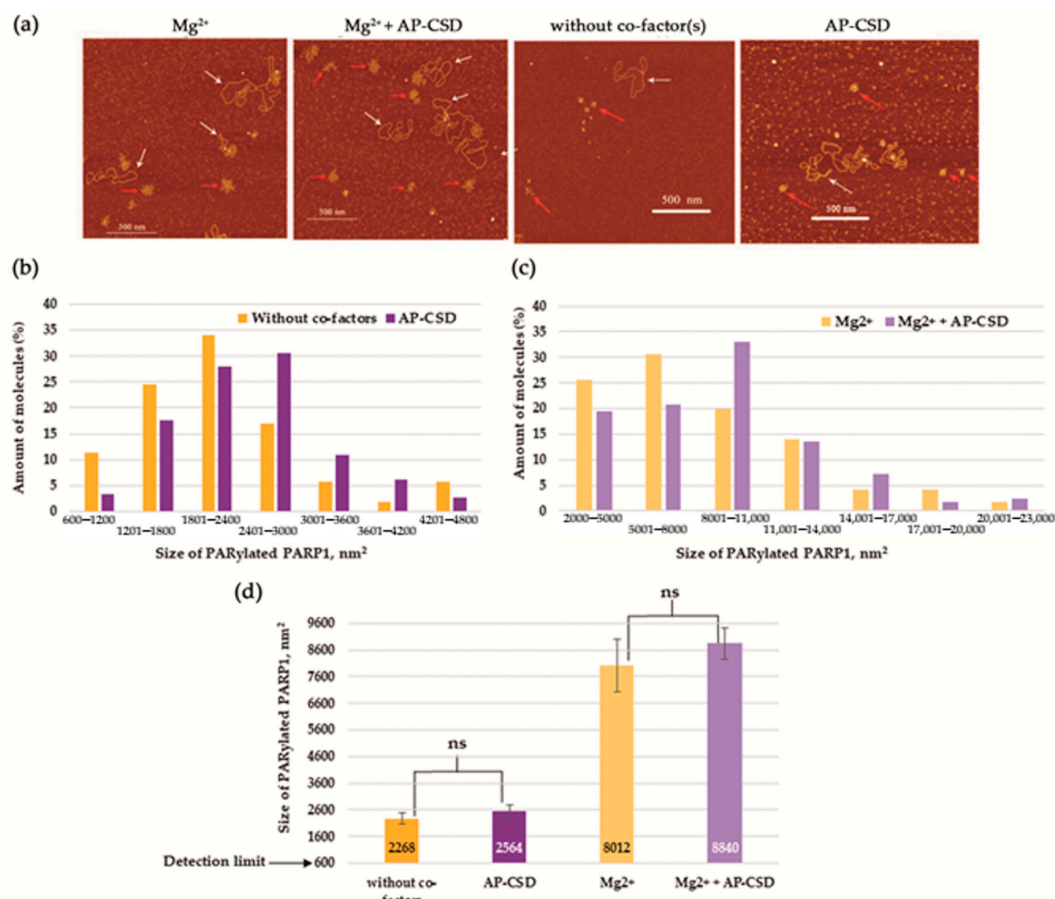 (a)
Mg²⁺
Mg²⁺ + AP-CSD
without co-factor(s)
AP-CSD
500 nm
500 nm
500 nm
500 nm
(b)
Amount of molecules (%)
40
35
30
25
20
15
10
5
0
Without co-factors
AP-CSD
600–1200
1201–1800
1801–2400
2401–3000
3001–3600
3601–4200
4201–4800
Size of PARylated PARP1, nm²
(c)
Amount of molecules (%)
40
35
30
25
20
15
10
5
0
Mg2+
Mg2+ + AP-CSD
2000–5000
5001–8000
8001–11,000
11,001–14,000
14,001–17,000
17,001–20,000
20,001–23,000
Size of PARylated PARP1, nm²
(d)
Size of PARylated PARP1, nm²
9600
8600
7600
6600
5600
4600
3600
2600
1600
600
Detection limit
ns
ns
2268
2564
8012
8840
without co-
factors
AP-CSD
Mg2+
Mg2+ + AP-CSD